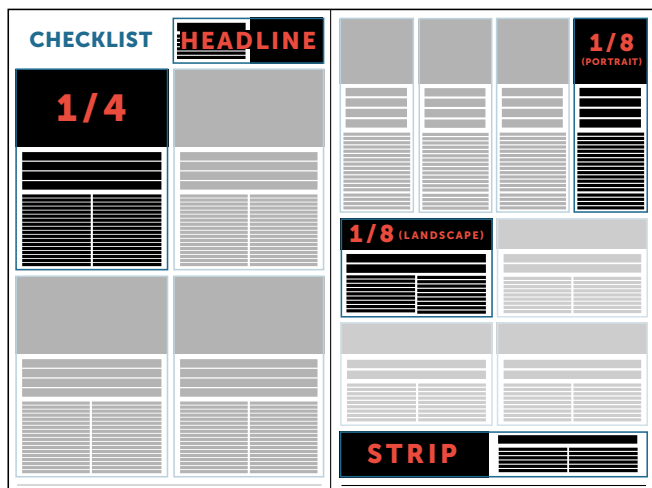 CHECKLIST
HEADLINE
1/4
1/8
(PORTRAIT)
1/8 (LANDSCAPE)
STRIP